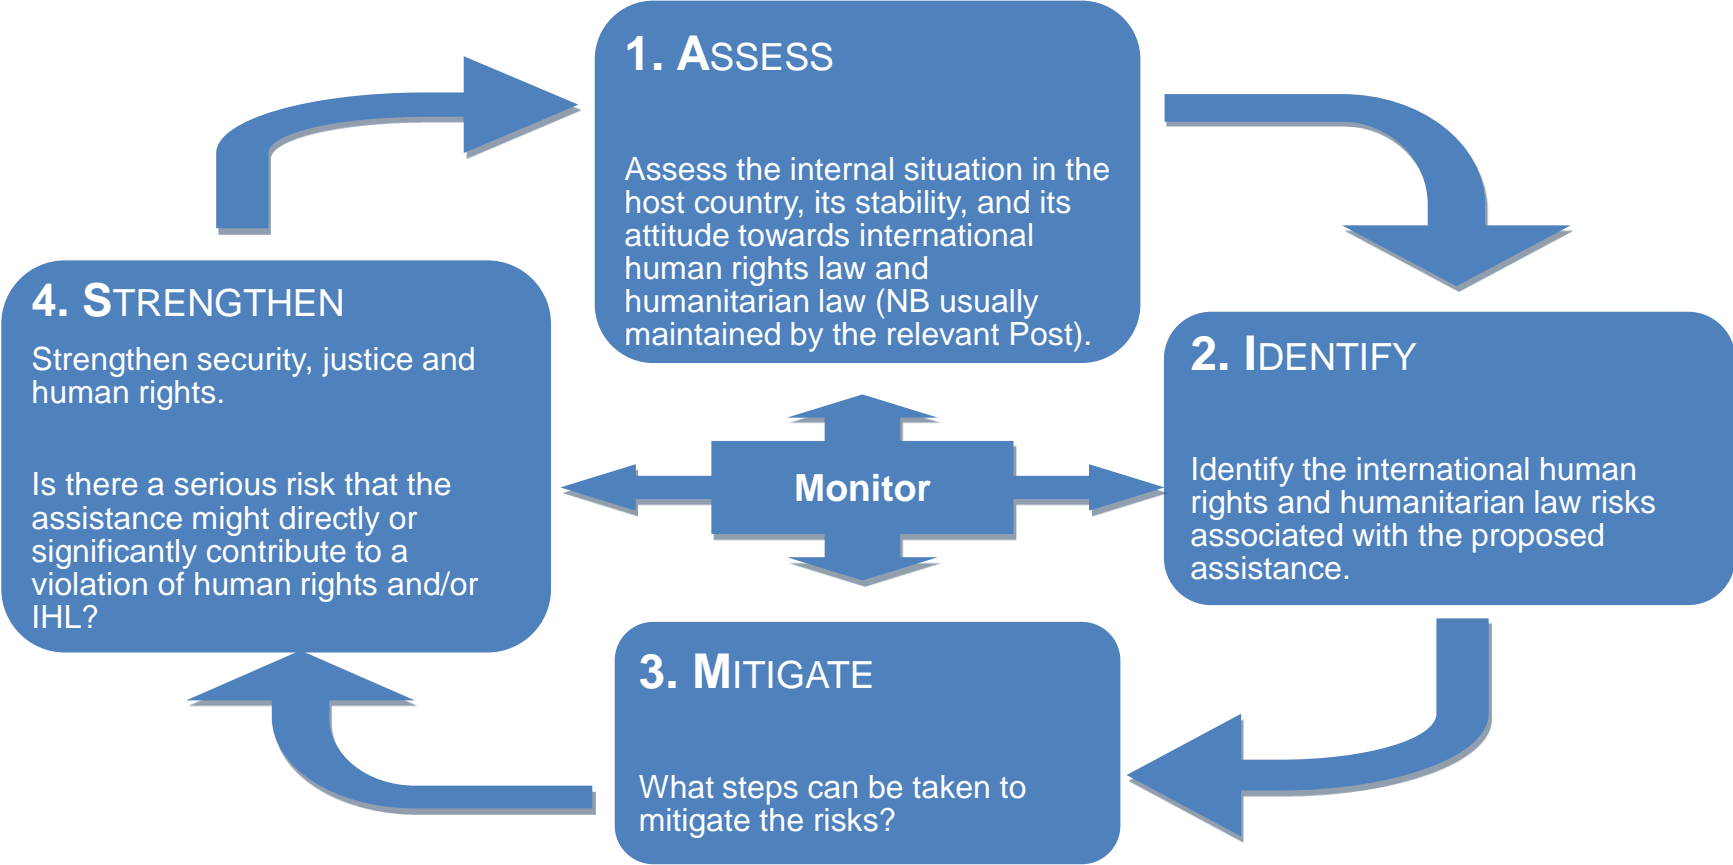 1. ASSESS
Assess the internal situation in the
host country, its stability, and its
attitude towards international
human rights law and
humanitarian law (NB usually
maintained by the relevant Post).
2. IDENTIFY
Identify the international human
rights and humanitarian law risks
associated with the proposed
assistance.
3. MITIGATE
What steps can be taken to
mitigate the risks?
4. STRENGTHEN
Strengthen security, justice and
human rights.
Is there a serious risk that the
assistance might directly or
significantly contribute to a
violation of human rights and/or
IHL?
Monitor